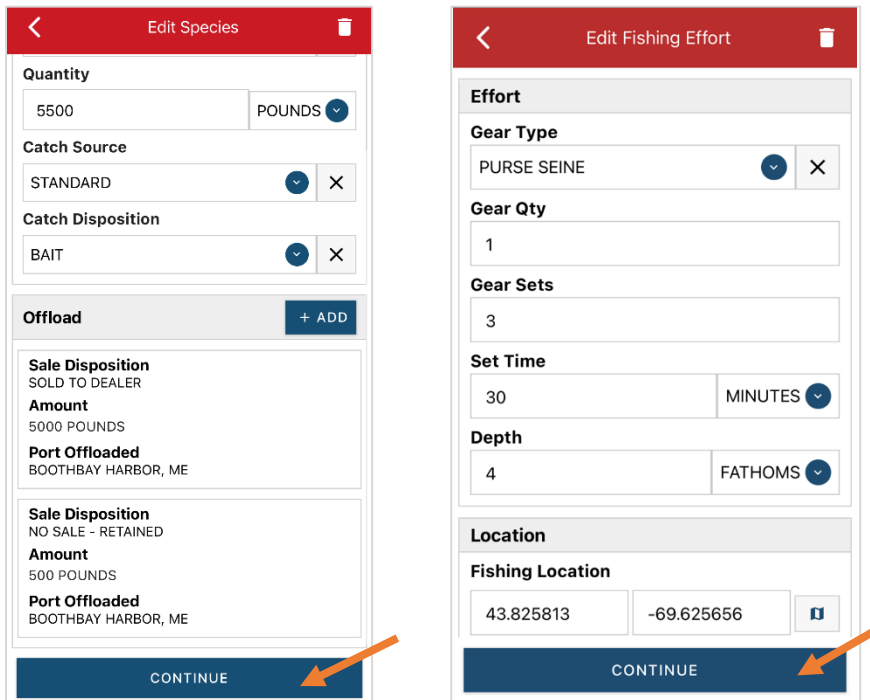 Edit Species
Quantity
5500 POUNDS
Catch Source
STANDARD
Catch Disposition
BAIT
Offload + ADD
Sale Disposition
SOLD TO DEALER
Amount
5000 POUNDS
Port Offloaded
BOOTHBAY HARBOR, ME
Sale Disposition
NO SALE - RETAINED
Amount
500 POUNDS
Port Offloaded
BOOTHBAY HARBOR, ME
CONTINUE
Edit Fishing Effort
Effort
Gear Type
PURSE SEINE
Gear Qty
1
Gear Sets
3
Set Time
30 MINUTES
Depth
4 FATHOMS
Location
Fishing Location
43.825813 -69.625656
CONTINUE